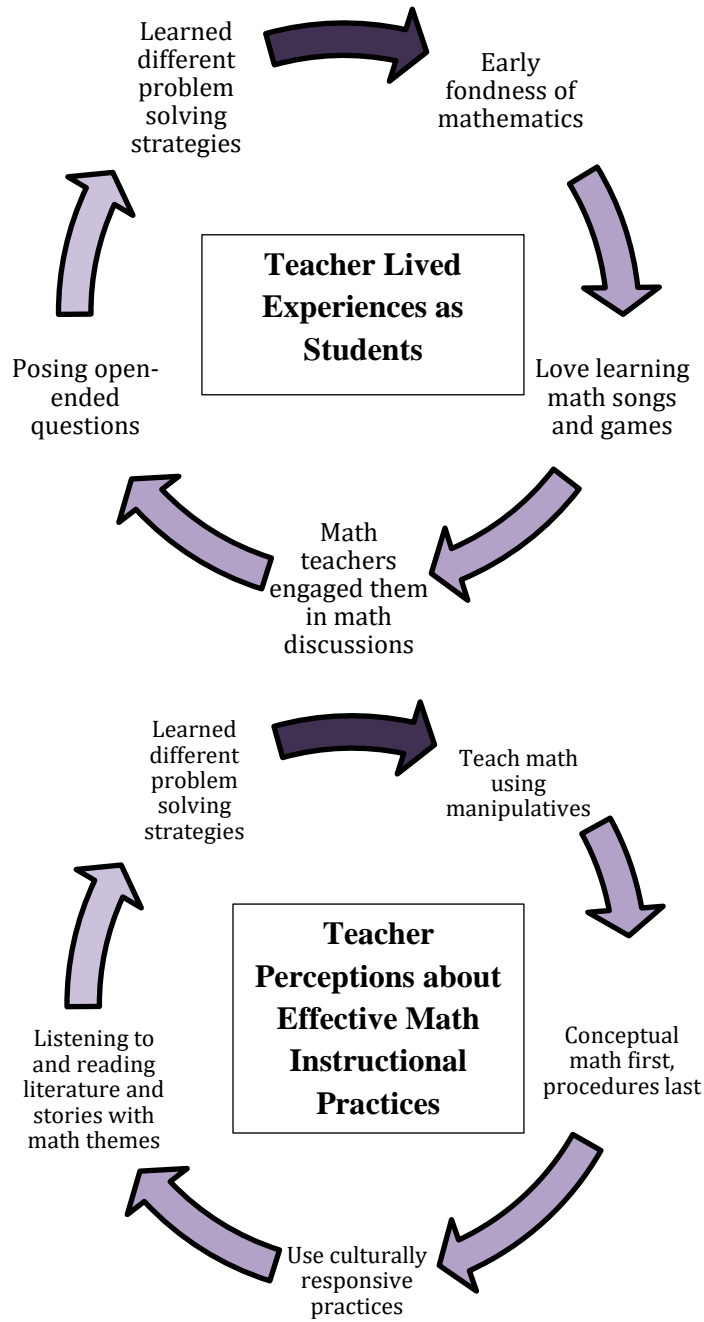 Learned
different
problem
solving
strategies
Early
fondness of
mathematics
Teacher Lived
Experiences as
Students
Posing open-
ended
questions
Love learning
math songs
and games
Math
teachers
engaged them
in math
discussions
Learned
different
problem
solving
strategies
Teach math
using
manipulatives
Teacher
Perceptions about
Effective Math
Instructional
Practices
Listening to
and reading
literature and
stories with
math themes
Conceptual
math first,
procedures last
Use culturally
responsive
practices